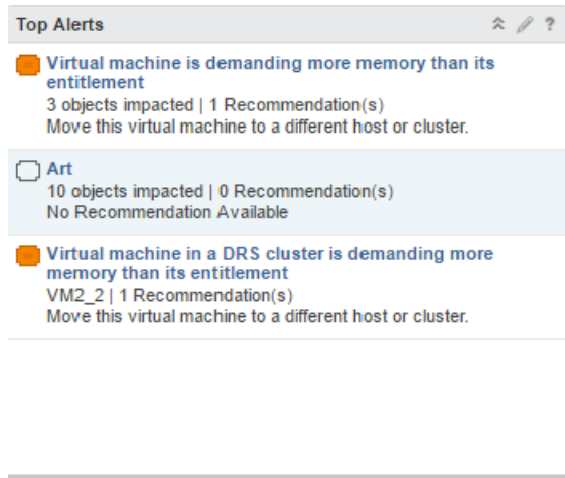 Top Alerts ?
Virtual machine is demanding more memory than its
entitlement
3 objects impacted | 1 Recommendation(s)
Move this virtual machine to a different host or cluster.
Art
10 objects impacted | 0 Recommendation(s)
No Recommendation Available
Virtual machine in a DRS cluster is demanding more
memory than its entitlement
VM2_2 | 1 Recommendation(s)
Move this virtual machine to a different host or cluster.